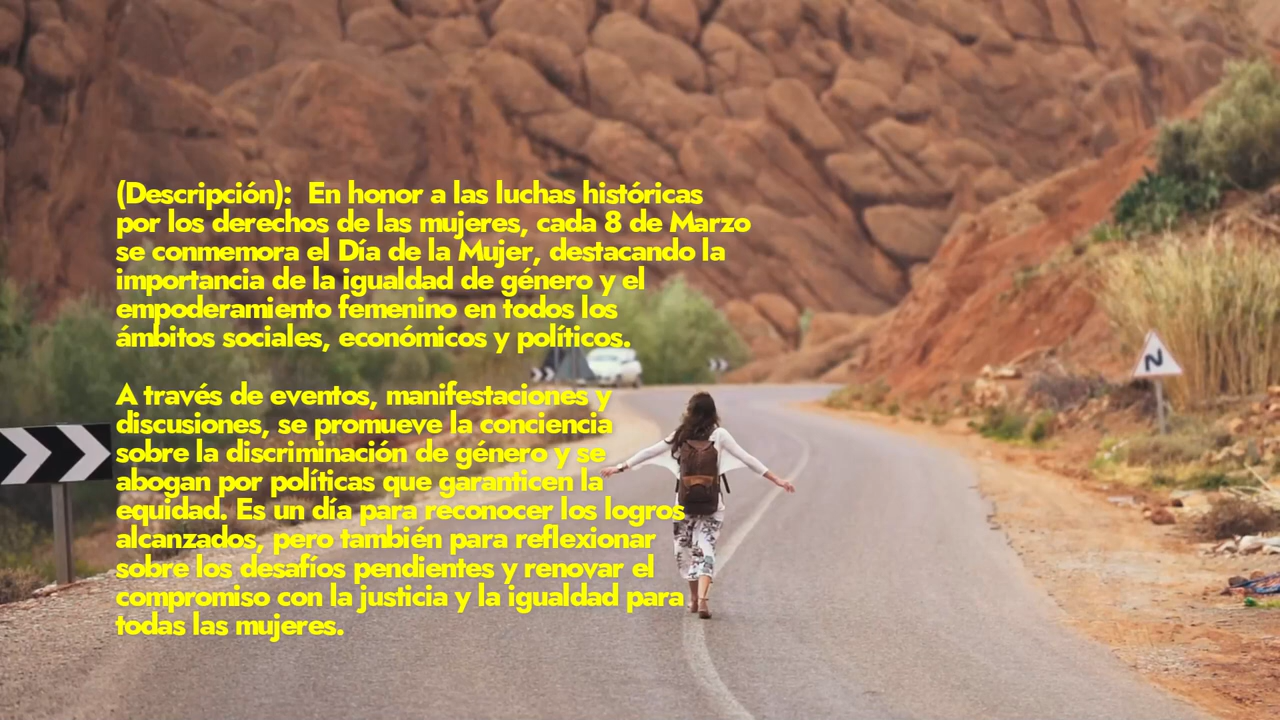 (Descripción):  En honor a las luchas históricas
por los derechos de las mujeres, cada 8 de Marzo
se conmemora el Día de la Mujer, destacando la
importancia de la igualdad de género y el
empoderamiento femenino en todos los
ámbitos sociales, económicos y políticos.
A través de eventos, manifestaciones y
discusiones, se promueve la conciencia
sobre la discriminación de género y se
abogan por políticas que garanticen la
equidad. Es un día para reconocer los logros
alcanzados, pero también para reflexionar
sobre los desafíos pendientes y renovar el
compromiso con la justicia y la igualdad para
todas las mujeres.